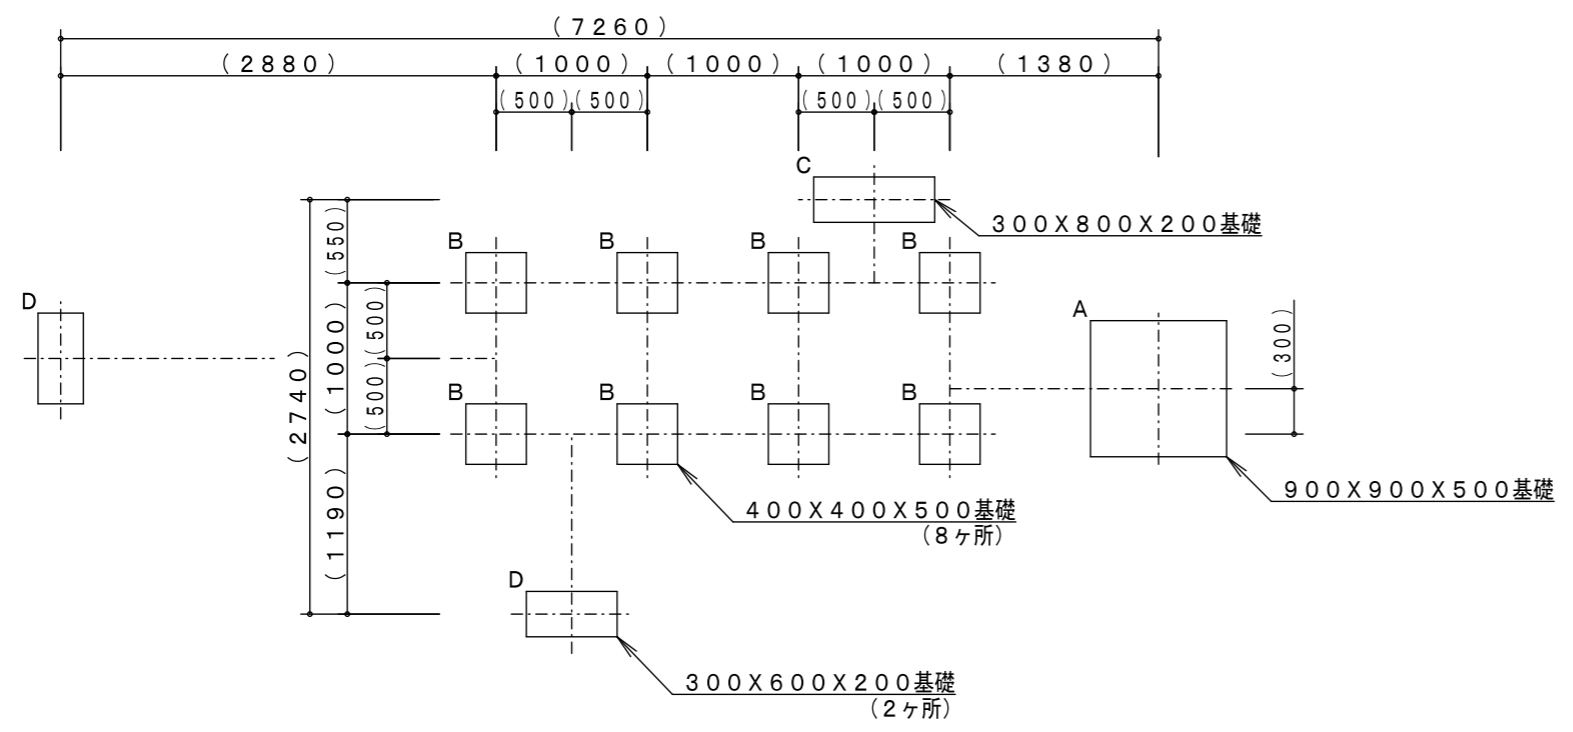 (７２６０)
(２８８０) (１０００) (１０００) (１０００) (１３８０)
(500) (500) (500) (500)
C
300X800X200基礎
(550)
B B B B
D
A
(500)
(1000)
(300)
(2740)
(500)
B B B B
900X900X500基礎
400X400X500基礎
(8ヶ所)
(1190)
D
300X600X200基礎
(2ヶ所)